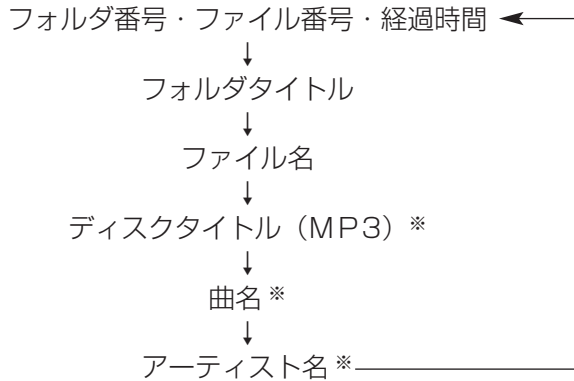 フォルダ番号・ファイル番号・経過時間
フォルダタイトル
ファイル名
ディスクタイトル（MP3）※
曲名※
アーティスト名※